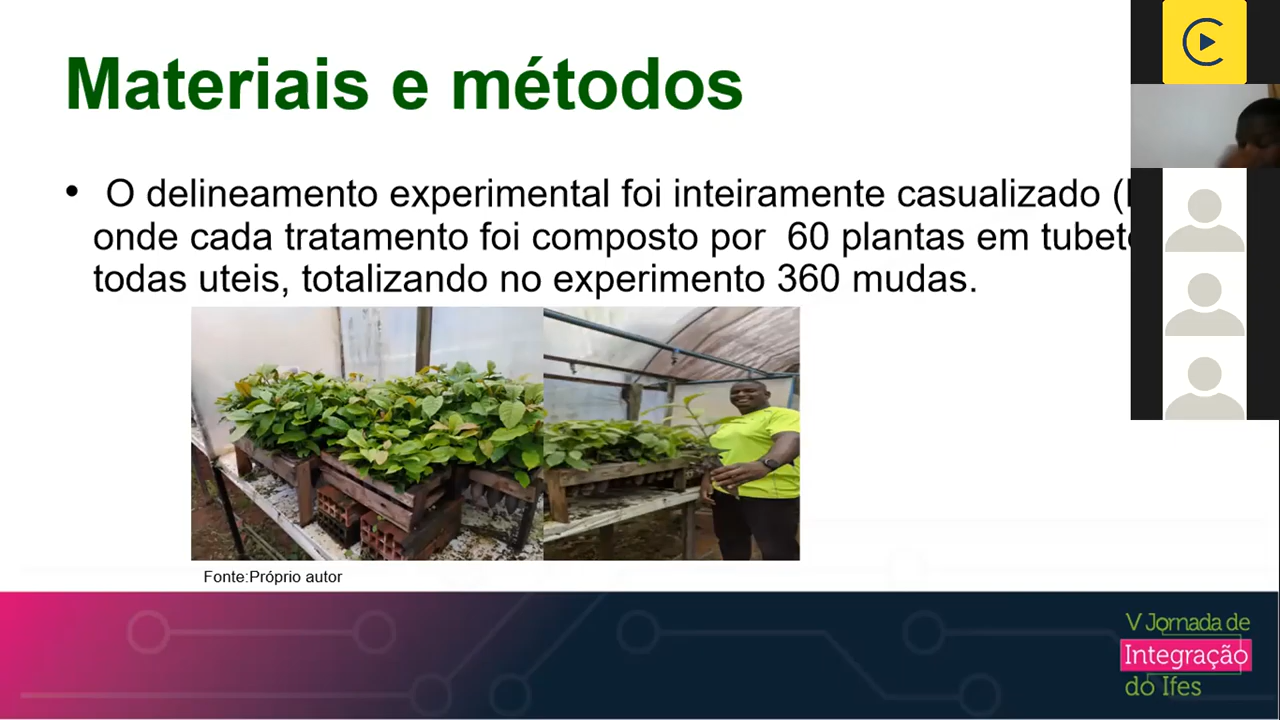 Materiais e métodos
• O delineamento experimental foi inteiramente casualizado (
onde cada tratamento foi composto por 60 plantas em
todas uteis, totalizando no experimento 360 mudas.
Fonte:Próprio autor
V Jornada de
Integração
do Ifes